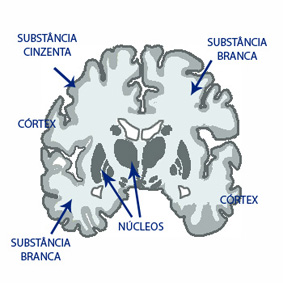 SUBSTÂNCIA
CINZENTA
SUBSTÂNCIA
BRANCA
CÓRTEX
CÓRTEX
NÚCLEOS
SUBSTÂNCIA
BRANCA